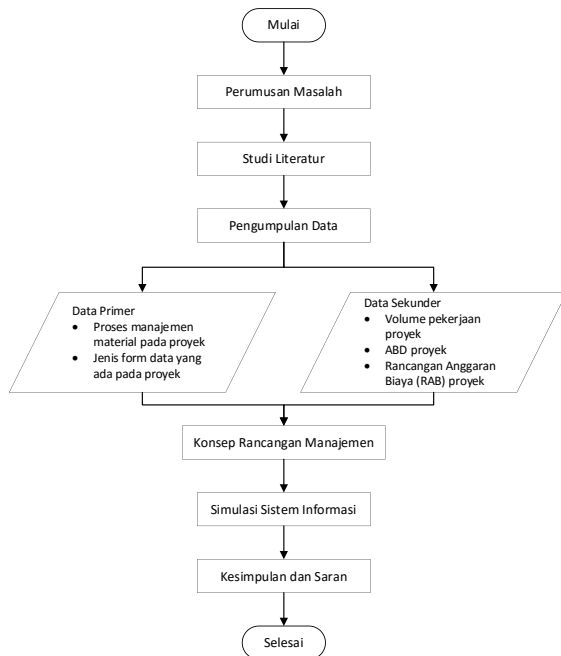 Mulai
Perumusan Masalah
Studi Literatur
Pengumpulan Data
Data Primer
• Proses manajemen
material pada proyek
• Jenis form data yang
ada pada proyek
Data Sekunder
• Volume pekerjaan
proyek
• ABD proyek
• Rancangan Anggaran
Biaya (RAB) proyek
Konsep Rancangan Manajemen
Simulasi Sistem Informasi
Kesimpulan dan Saran
Selesai